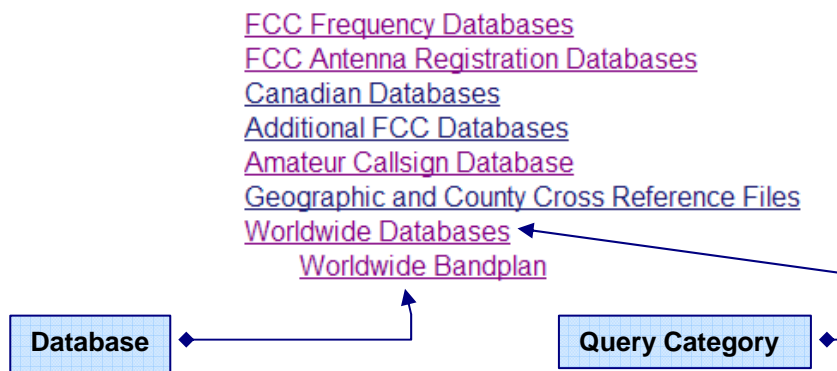 FCC Frequency Databases
FCC Antenna Registration Databases
Canadian Databases
Additional FCC Databases
Amateur Callsign Database
Geographic and County Cross Reference Files
Worldwide Databases
Worldwide Bandplan
Database
Query Category